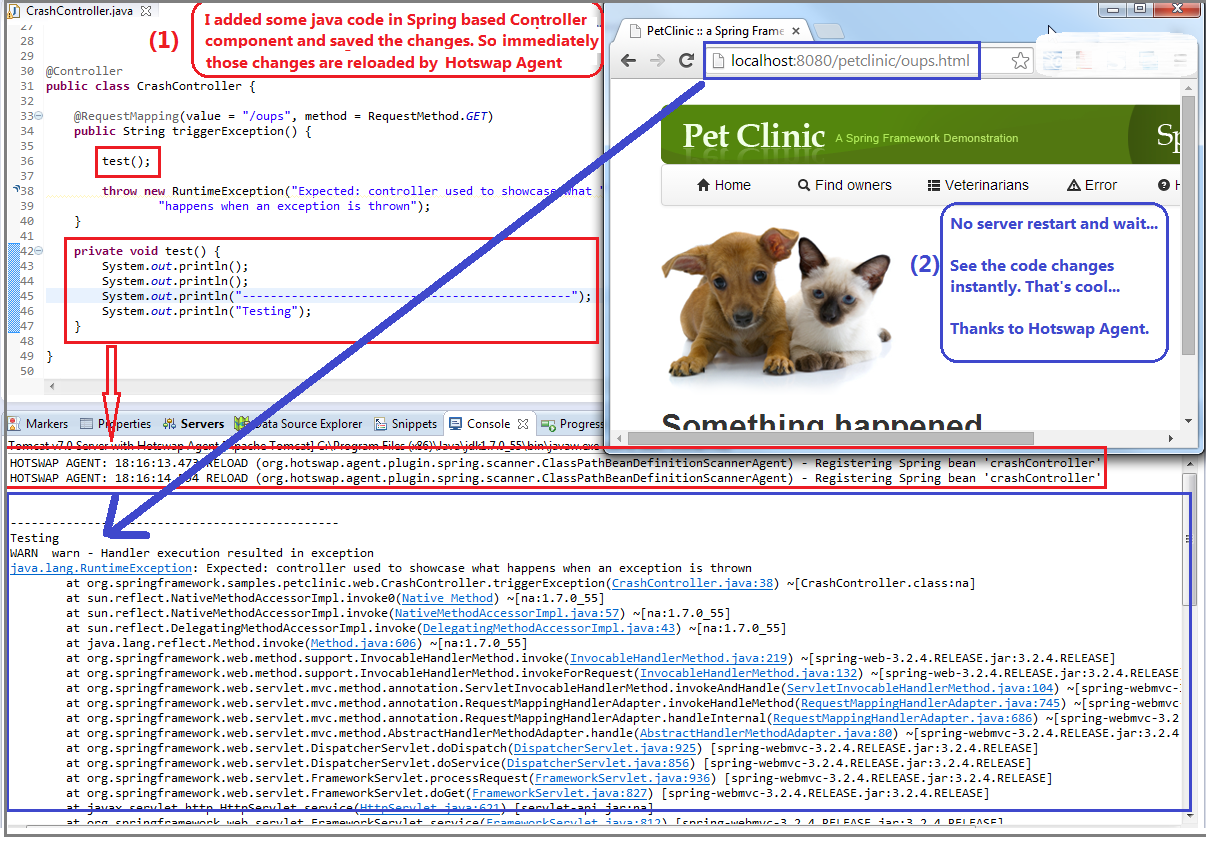 CrashController.java
27
28
29
30 @Controller
31 public class CrashController {
32
33 @RequestMapping(value = "/oups", method = RequestMethod.GET)
34 public String triggerException() {
35
36 test();
37
38 throw new RuntimeException("Expected: controller used to showcase what "
39 "happens when an exception is thrown");
40 }
41
42 private void test() {
43 System.out.println();
44 System.out.println();
45 System.out.println("-----------------------------------------------");
46 System.out.println("Testing");
47 }
48
49 }
50
(1)
I added some java code in Spring based Controller
component and saved the changes. So immediately
those changes are reloaded by Hotswap Agent
PetClinic :: a Spring Frame
localhost:8080/petclinic/oups.html
Pet Clinic A Spring Framework Demonstration
Home Find owners Veterinarians Error
(2)
No server restart and wait...
See the code changes
instantly. That's cool...
Thanks to Hotswap Agent.
Something happened
Markers Properties Servers Data Source Explorer Snippets Console Progress
Tomcat v7.0 Server with Hotswap Agent [Apache Tomcat] C:\Program Files (x86)\Java\jdk1.7.0_55\bin\javaw.exe
HOTSWAP AGENT: 18:16:13.473 RELOAD (org.hotswap.agent.plugin.spring.scanner.ClassPathBeanDefinitionScannerAgent) - Registering Spring bean 'crashController'
HOTSWAP AGENT: RELOAD (org.hotswap.agent.plugin.spring.scanner.ClassPathBeanDefinitionScannerAgent) - Registering Spring bean 'crashController'
-----------------------------------------------
Testing
WARN warn - Handler execution resulted in exception
java.lang.RuntimeException: Expected: controller used to showcase what happens when an exception is thrown
at org.springframework.samples.petclinic.web.CrashController.triggerException(CrashController.java:38) ~[CrashController.class:na]
at sun.reflect.NativeMethodAccessorImpl.invoke0(Native Method) ~[na:1.7.0_55]
at sun.reflect.NativeMethodAccessorImpl.invoke(NativeMethodAccessorImpl.java:57) ~[na:1.7.0_55]
at sun.reflect.DelegatingMethodAccessorImpl.invoke(DelegatingMethodAccessorImpl.java:43) ~[na:1.7.0_55]
at java.lang.reflect.Method.invoke(Method.java:606) ~[na:1.7.0_55]
at org.springframework.web.method.support.InvocableHandlerMethod.invoke(InvocableHandlerMethod.java:219) ~[spring-web-3.2.4.RELEASE.jar:3.2.4.RELEASE]
at org.springframework.web.method.support.InvocableHandlerMethod.invokeForRequest(InvocableHandlerMethod.java:132) ~[spring-web-3.2.4.RELEASE.jar:3.2.4.RELEASE
at org.springframework.web.servlet.mvc.method.annotation.ServletInvocableHandlerMethod.invokeAndHandle(ServletInvocableHandlerMethod.java:104) ~[spring-webmvc-
at org.springframework.web.servlet.mvc.method.annotation.RequestMappingHandlerAdapter.invokeHandleMethod(RequestMappingHandlerAdapter.java:745) ~[spring-webmvc
at org.springframework.web.servlet.mvc.method.annotation.RequestMappingHandlerAdapter.handleInternal(RequestMappingHandlerAdapter.java:686) ~[spring-webmvc-3.2
at org.springframework.web.servlet.mvc.method.AbstractHandlerMethodAdapter.handle(AbstractHandlerMethodAdapter.java:80) ~[spring-webmvc-3.2.4.RELEASE.jar:3.2.4
at org.springframework.web.servlet.DispatcherServlet.doDispatch(DispatcherServlet.java:925) [spring-webmvc-3.2.4.RELEASE.jar:3.2.4.RELEASE]
at org.springframework.web.servlet.DispatcherServlet.doService(DispatcherServlet.java:856) [spring-webmvc-3.2.4.RELEASE.jar:3.2.4.RELEASE]
at org.springframework.web.servlet.FrameworkServlet.processRequest(FrameworkServlet.java:936) [spring-webmvc-3.2.4.RELEASE.jar:3.2.4.RELEASE]
at org.springframework.web.servlet.FrameworkServlet.doGet(FrameworkServlet.java:827) [spring-webmvc-3.2.4.RELEASE.jar:3.2.4.RELEASE]
at javax.servlet.http.HttpServlet.service(HttpServlet.java:621) [servlet-api.jar:na]
at org.springframework.web.servlet.FrameworkServlet.service(FrameworkServlet.java:812) [spring-webmvc-3.2.4.RELEASE.jar:3.2.4.RELEASE]